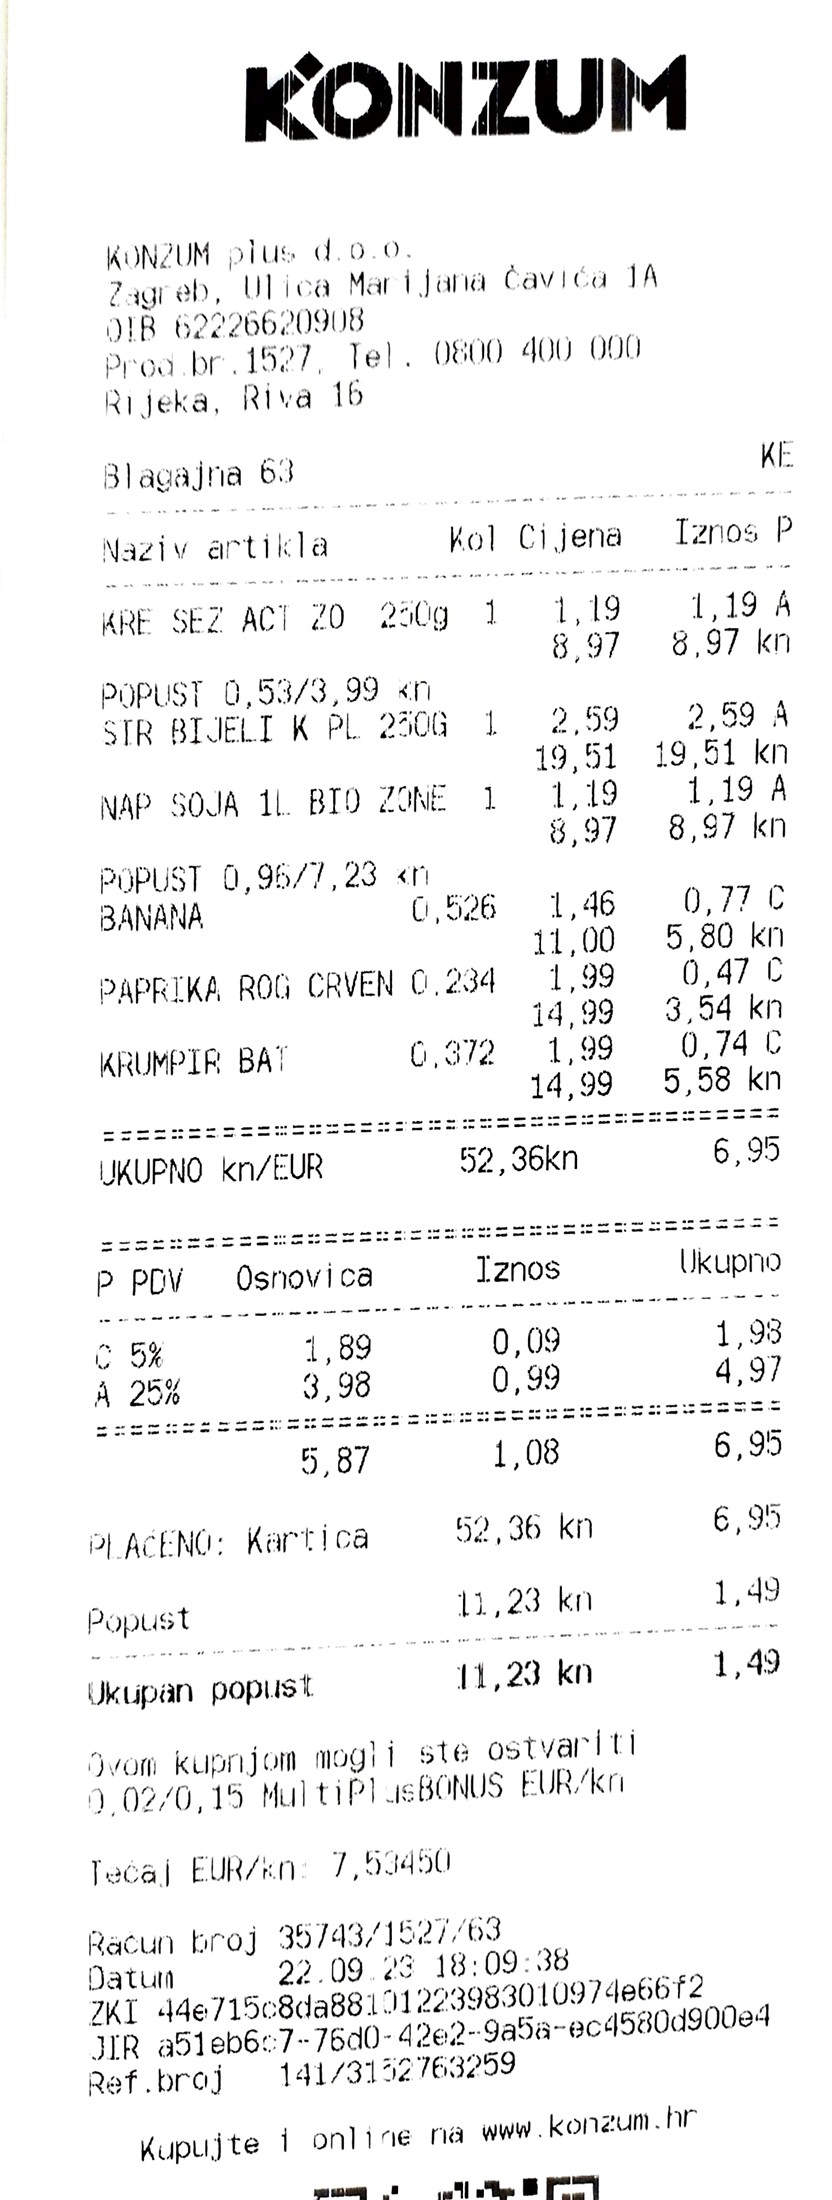 KONZUM
KONZUM plus d.o.o.
Zagreb, Ulica Marijana Čavića 1A
OIB 62226620908
Prod.br.1527, Tel. 0800 400 000
Rijeka, Riva 16
Blagajna 63 KE
Naziv artikla Kol Cijena Iznos P
KRE SEZ ACT ZO 250g 1 1,19 1,19 A
8,97 8,97 kn
POPUST 0,53/3,99 kn
SIR BIJELI K PL 250G 1 2,59 2,59 A
19,51 19,51 kn
NAP SOJA 1L BIO ZONE 1 1,19 1,19 A
8,97 8,97 kn
POPUST 0,96/7,23 kn
BANANA 0,526 1,46 0,77 C
11,00 5,80 kn
PAPRIKA ROG CRVEN 0,234 1,99 0,47 C
14,99 3,54 kn
KRUMPIR BAT 0,372 1,99 0,74 C
14,99 5,58 kn
UKUPNO kn/EUR 52,36kn 6,95
P PDV Osnovica Iznos Ukupno
C 5% 1,89 0,09 1,98
A 25% 3,98 0,99 4,97
5,87 1,08 6,95
PLAĆENO: Kartica 52,36 kn 6,95
Popust 11,23 kn 1,49
Ukupan popust 11,23 kn 1,49
Ovom kupnjom mogli ste ostvariti
0,02/0,15 MultiPlusBONUS EUR/kn
Tečaj EUR/kn: 7,53450
Račun broj 35743/1527/63
Datum 22.09.23 18:09:38
ZKI 44e715c8da88101223983010974e66f2
JIR a51eb6c7-76d0-42e2-9a5a-ec4580d900e4
Ref.broj 141/3152763259
Kupujte i online na www.konzum.hr